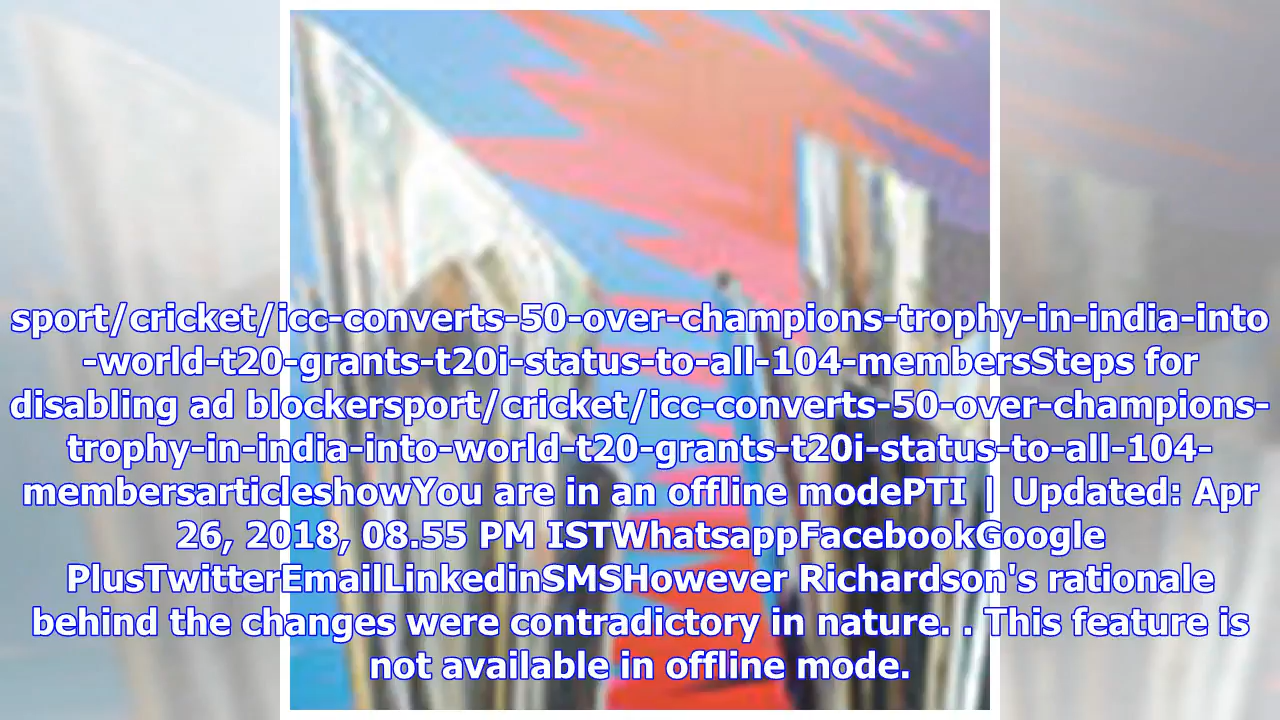 sport/cricket/icc-converts-50-over-champions-trophy-in-india-into
-world-t20-grants-t20i-status-to-all-104-membersSteps for
disabling ad blockersport/cricket/icc-converts-50-over-champions-
trophy-in-india-into-world-t20-grants-t20i-status-to-all-104-
membersarticleshowYou are in an offline modePTI | Updated: Apr
26, 2018, 08.55 PM ISTWhatsappFacebookGoogle
PlusTwitterEmailLinkedinSMSHowever Richardson's rationale
behind the changes were contradictory in nature. . This feature is
not available in offline mode.